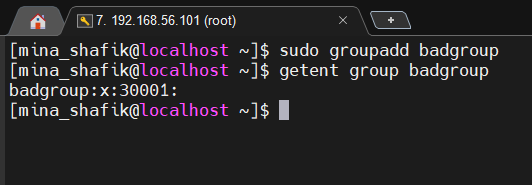 7. 192.168.56.101 (root)
[mina_shafik@localhost ~]$ sudo groupadd badgroup
[mina_shafik@localhost ~]$ getent group badgroup
badgroup:x:30001:
[mina_shafik@localhost ~]$